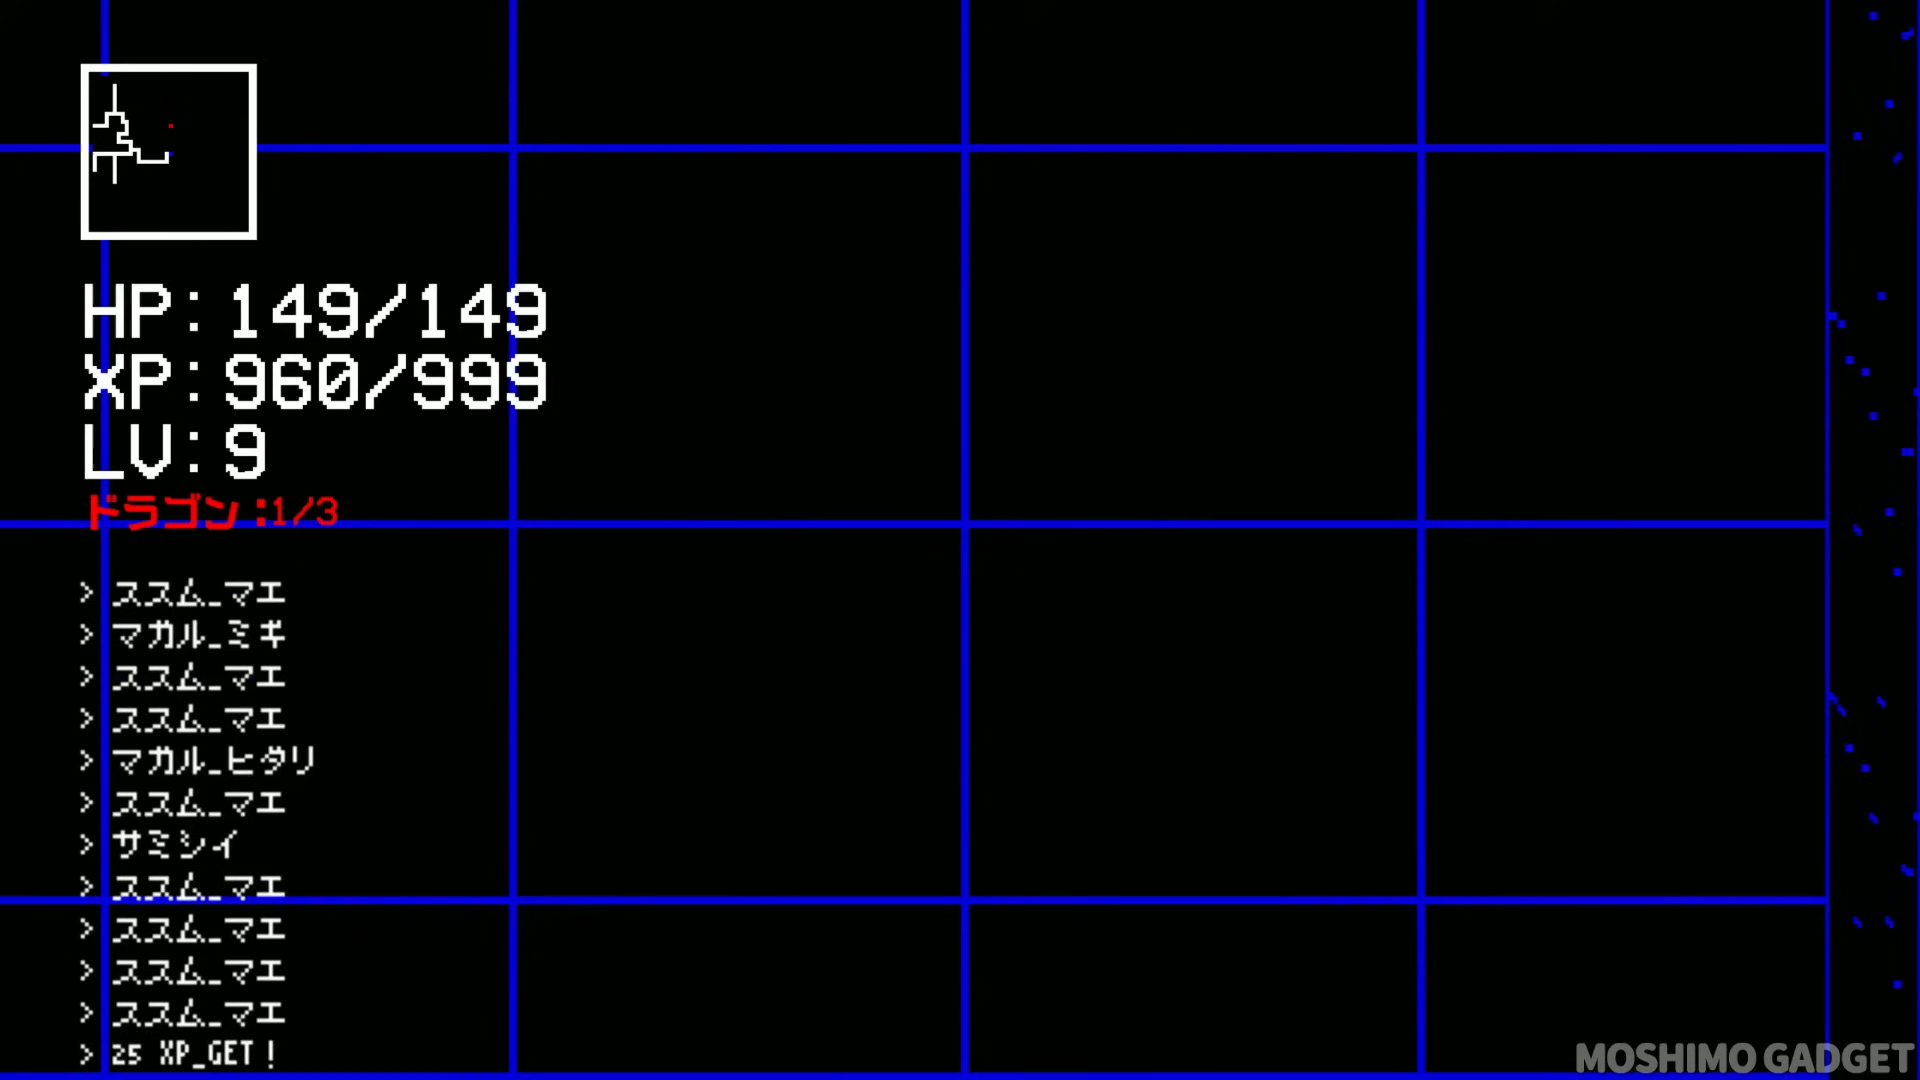 HP:149/149
XP:960/999
LV:9
ドラゴン:1/3
> ススム_マエ
> マガル_ミギ
> ススム_マエ
> ススム_マエ
> マガル_ヒダリ
> ススム_マエ
> サミシイ
> ススム_マエ
> ススム_マエ
> ススム_マエ
> ススム_マエ
> 25 XP_GET!
MOSHIMO GADGET